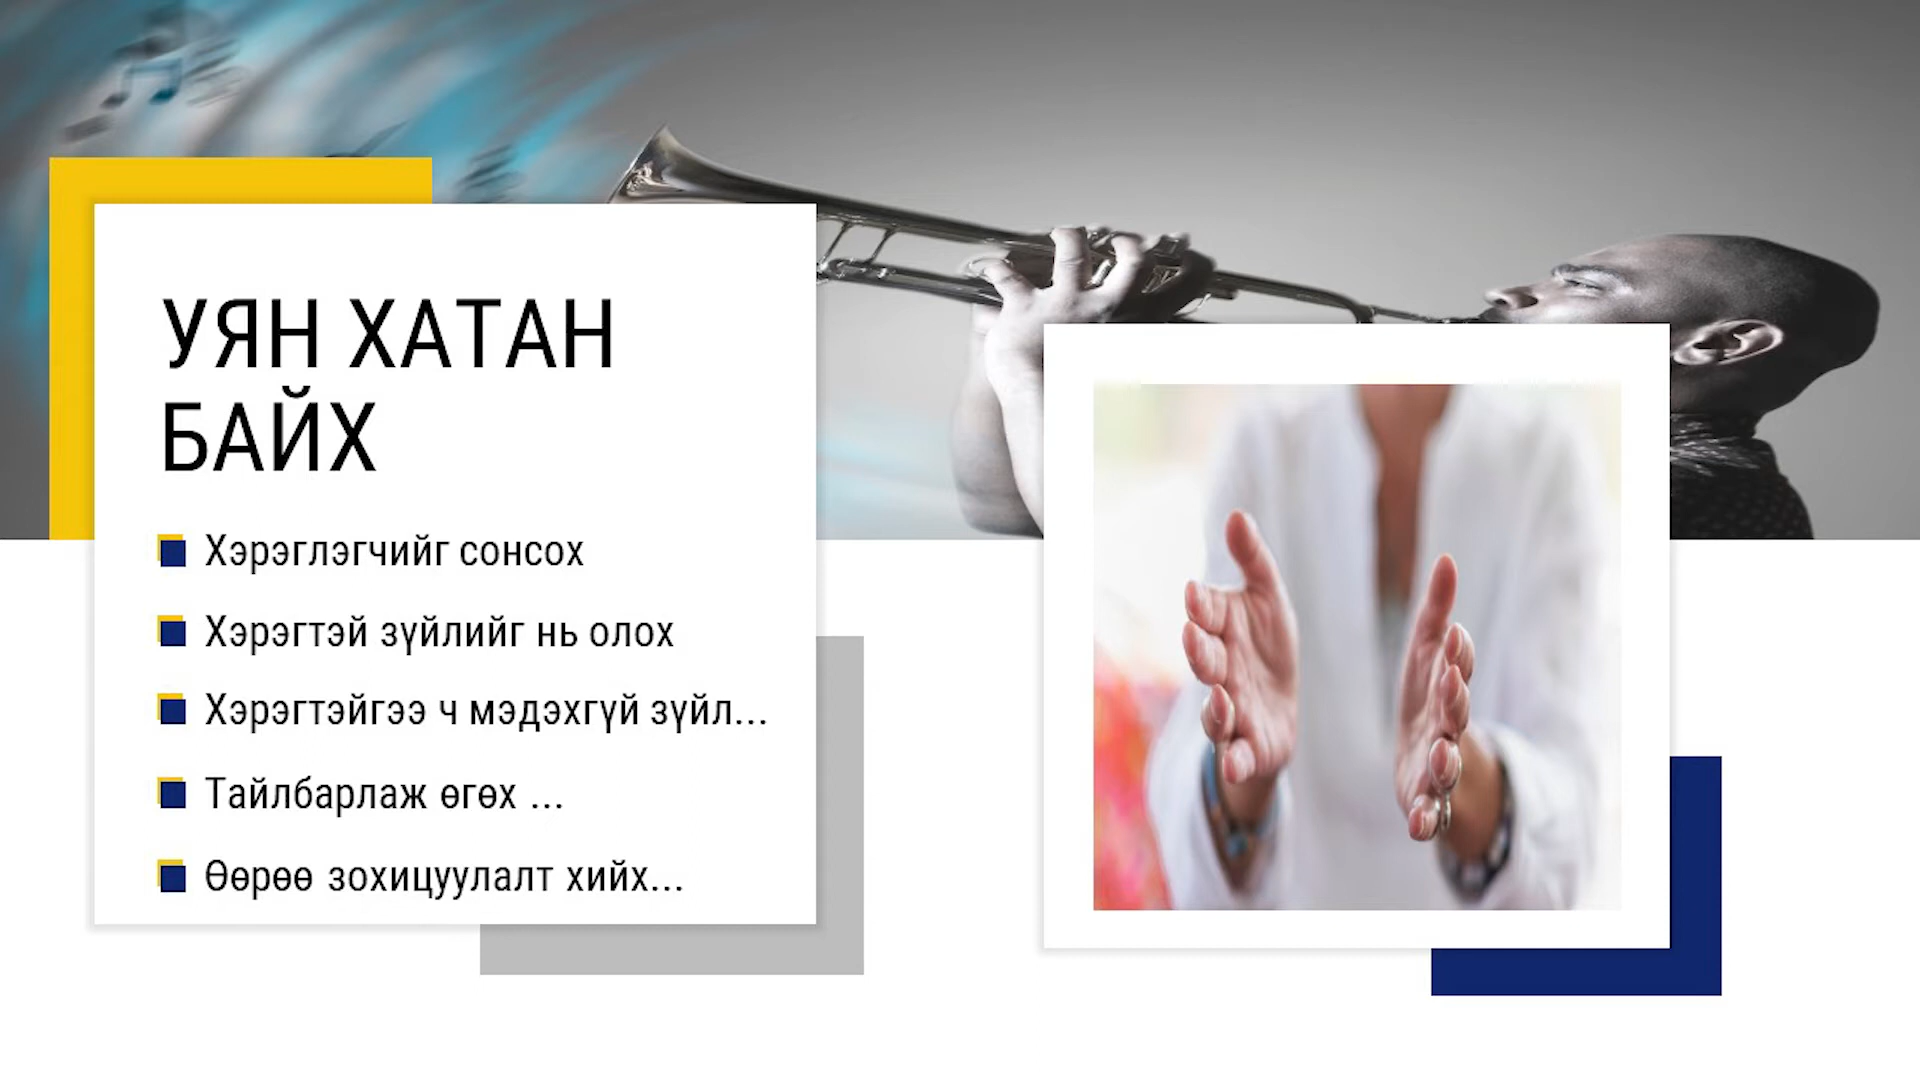 УЯН ХАТАН
БАЙХ
Хэрэглэгчийг сонсох
Хэрэгтэй зүйлийг нь олох
Хэрэгтэйгээ ч мэдэхгүй зүйл...
Тайлбарлаж өгөх ...
Өөрөө зохицуулалт хийх...